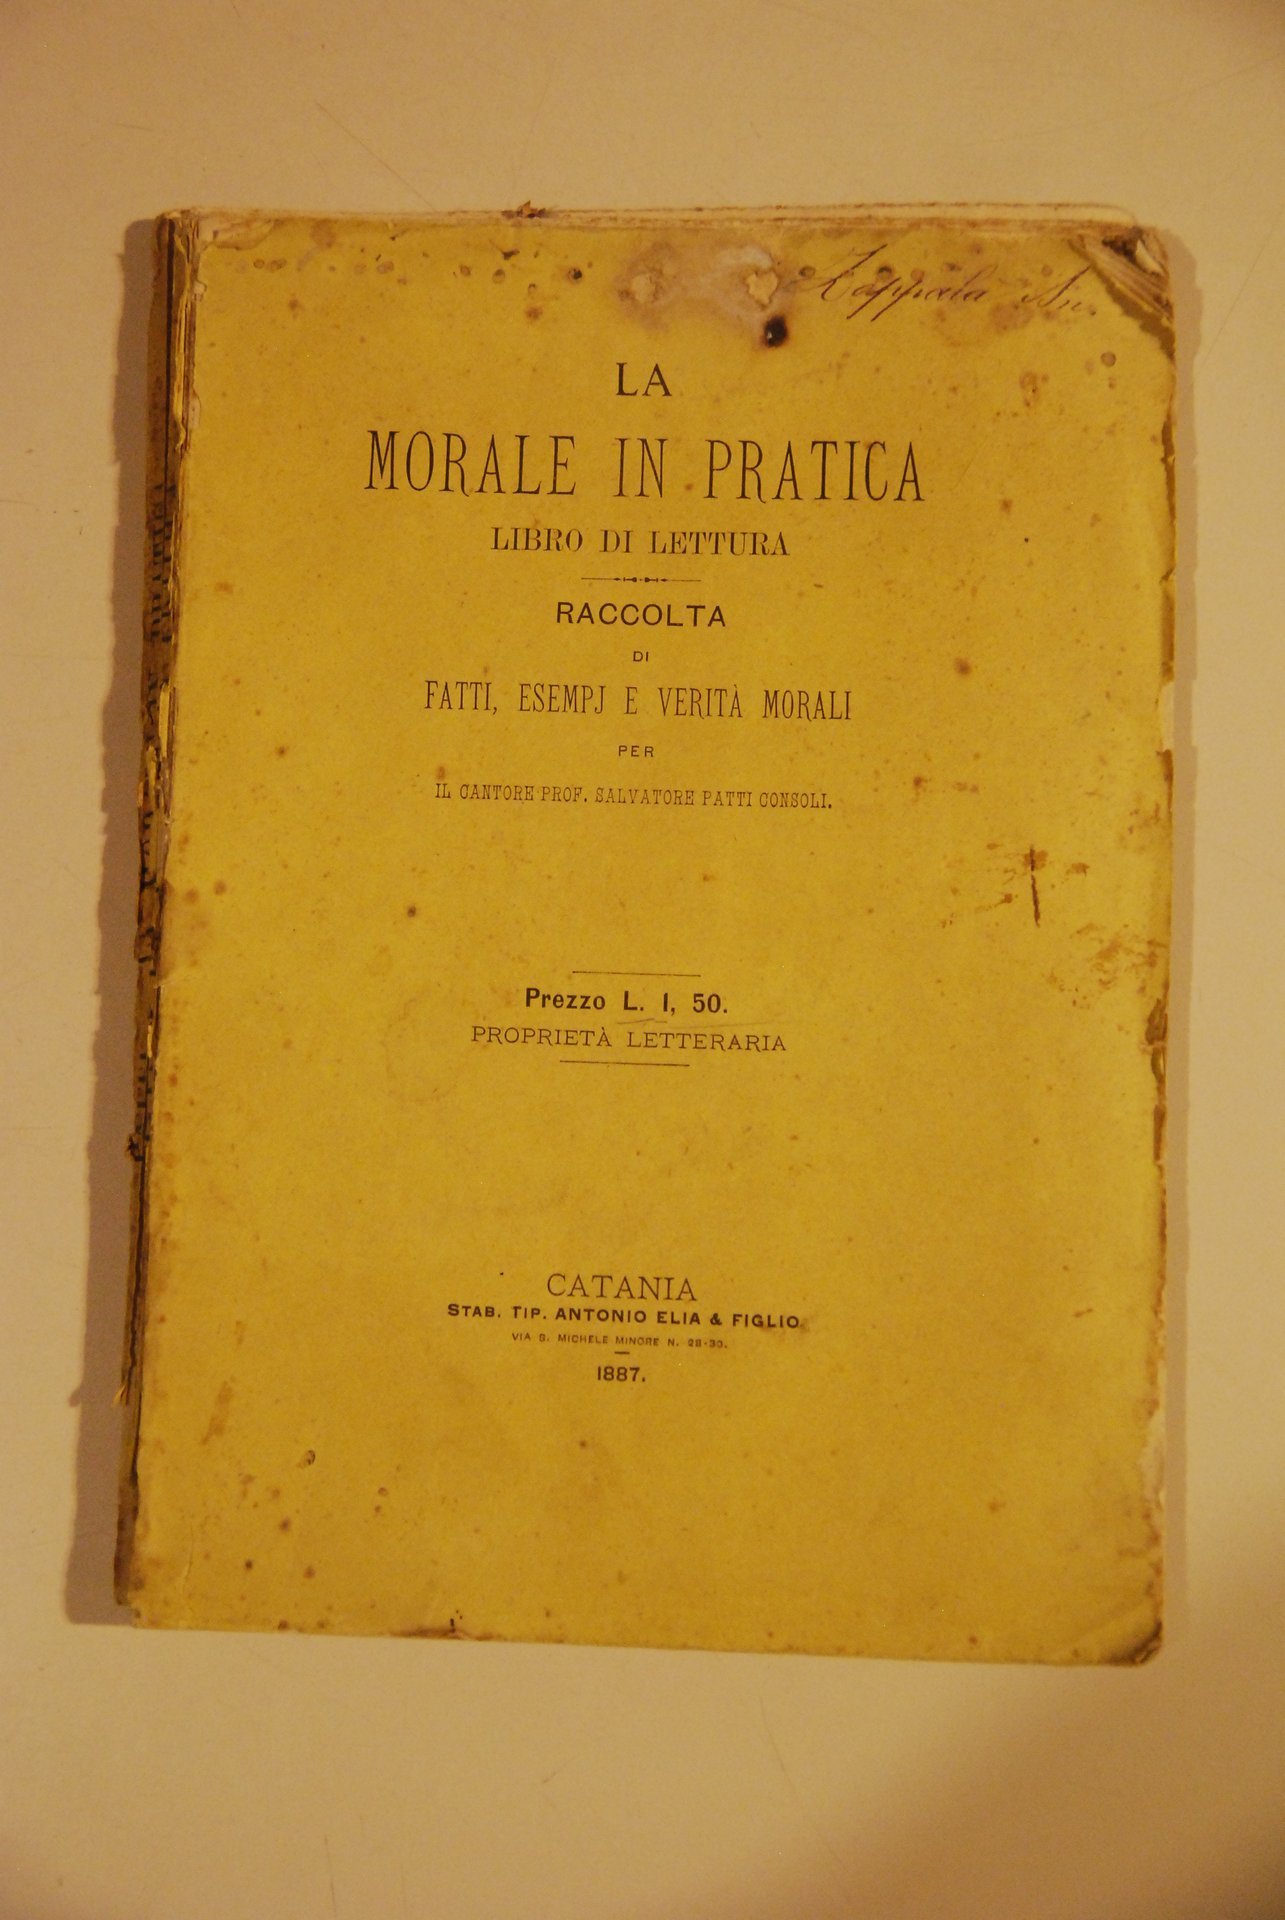 Zappala
LA
MORALE IN PRATICA
LIBRO DI LETTURA
RACCOLTA
DI
FATTI, ESEMPJ E VERITÀ MORALI
PER
IL CANTORE PROF. SALVATORE PATTI CONSOLI.
Prezzo L. 1, 50.
PROPRIETÀ LETTERARIA
CATANIA
STAB. TIP. ANTONIO ELIA & FIGLIO
VIA S. MICHELE MINORE N. 28-30.
1887.